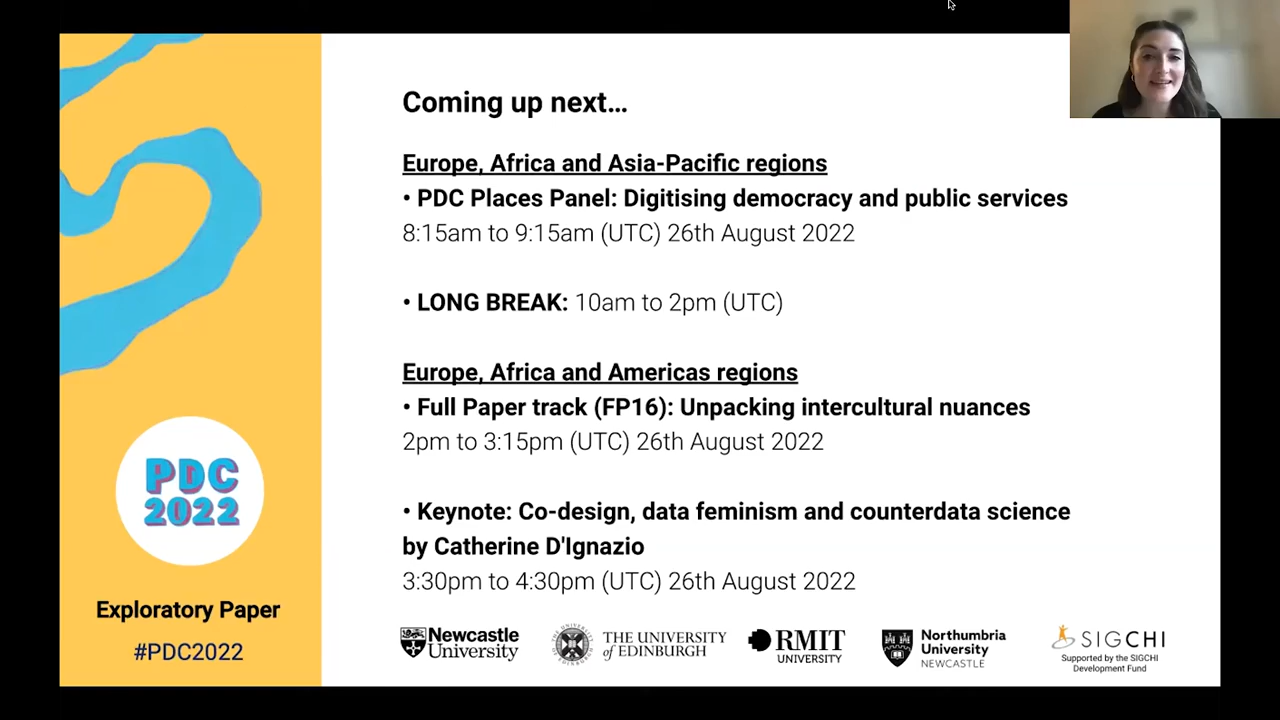 Coming up next...
Europe, Africa and Asia-Pacific regions
• PDC Places Panel: Digitising democracy and public services
8:15am to 9:15am (UTC) 26th August 2022
• LONG BREAK: 10am to 2pm (UTC)
Europe, Africa and Americas regions
• Full Paper track (FP16): Unpacking intercultural nuances
2pm to 3:15pm (UTC) 26th August 2022
• Keynote: Co-design, data feminism and counterdata science
by Catherine D'Ignazio
3:30pm to 4:30pm (UTC) 26th August 2022
PDC
2022
Exploratory Paper
#PDC2022
Newcastle
University
THE UNIVERSITY
of EDINBURGH
RMIT
UNIVERSITY
Northumbria
University
NEWCASTLE
SIGCHI
Supported by the SIGCHI
Development Fund